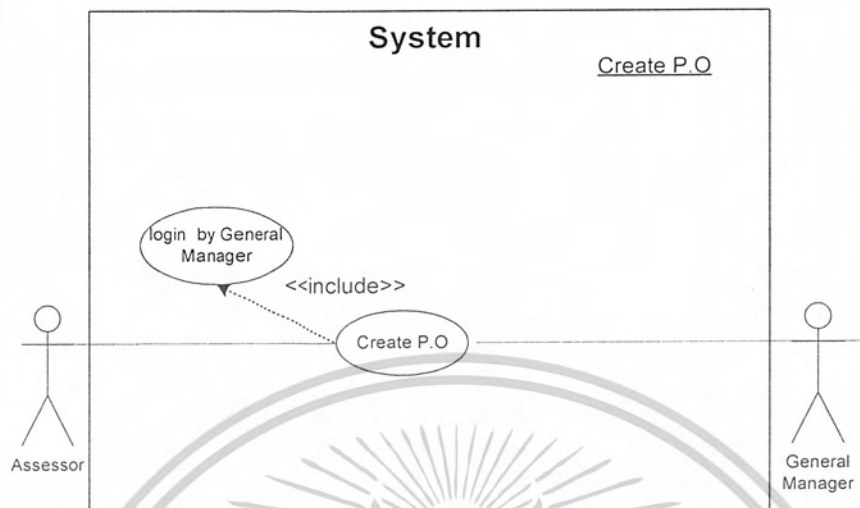 System
Create P.O
login by General
Manager
<<include>>
Create P.O
Assessor
General
Manager